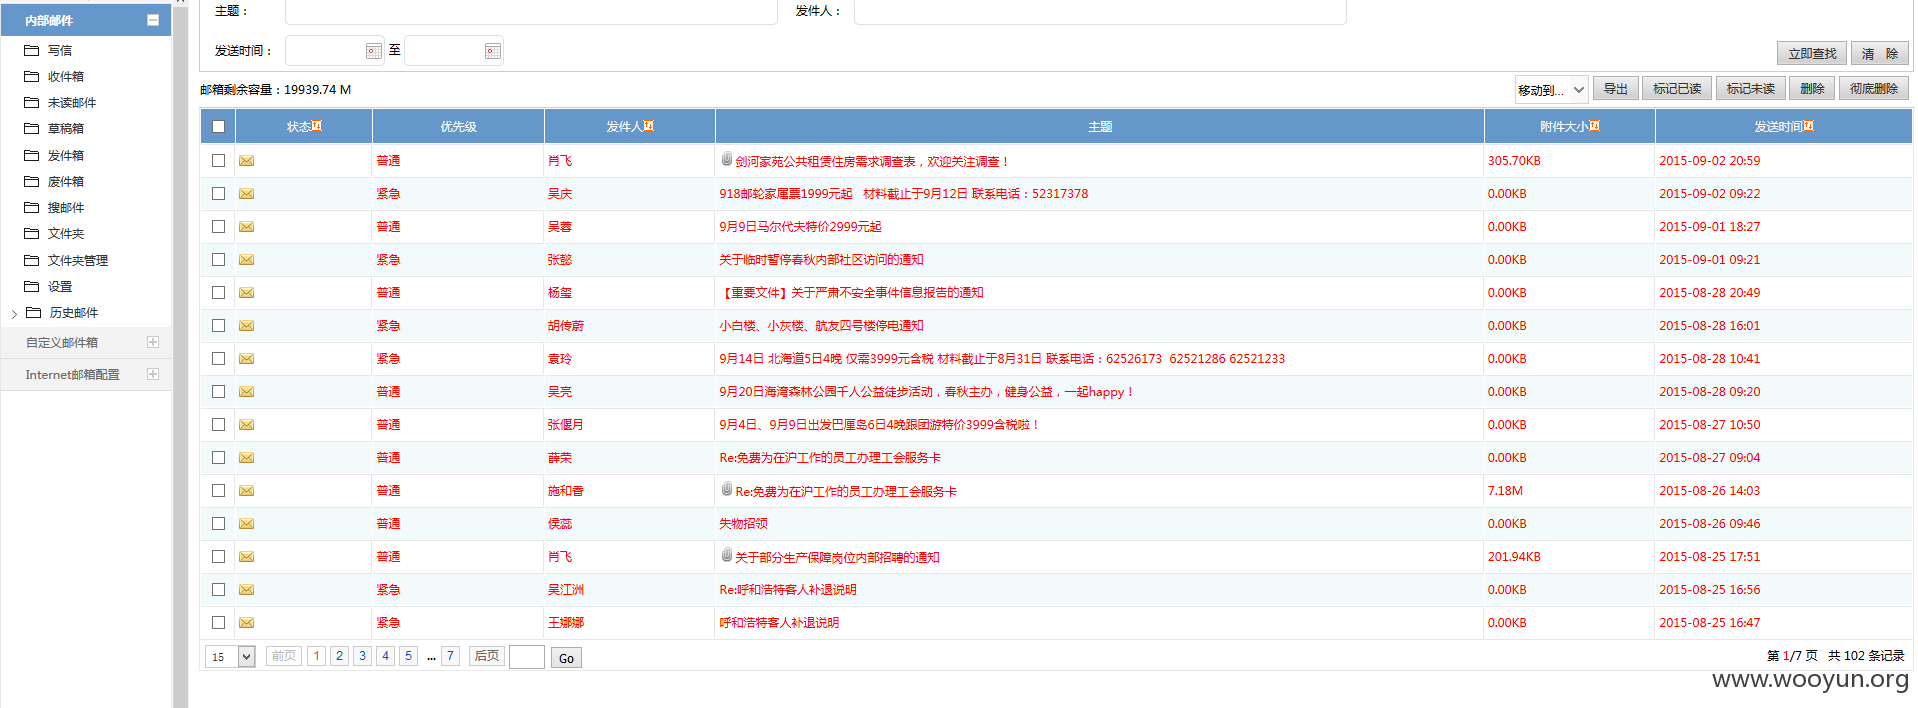 内部邮件
写信
收件箱
未读邮件
草稿箱
发件箱
废件箱
搜邮件
文件夹
文件夹管理
设置
历史邮件
自定义邮件箱
Internet邮箱配置
主题： 发件人：
发送时间： 至
立即查找 清 除
邮箱剩余容量：19939.74 M 移动到... 导出 标记已读 标记未读 删除 彻底删除
状态 优先级 发件人 主题 附件大小 发送时间
普通 肖飞 剑河家苑公共租赁住房需求调查表，欢迎关注调查！ 305.70KB 2015-09-02 20:59
紧急 吴庆 918邮轮家属票1999元起 材料截止于9月12日 联系电话：52317378 0.00KB 2015-09-02 09:22
普通 吴蓉 9月9日马尔代夫特价2999元起 0.00KB 2015-09-01 18:27
紧急 张懿 关于临时暂停春秋内部社区访问的通知 0.00KB 2015-09-01 09:21
普通 杨玺 【重要文件】关于严肃不安全事件信息报告的通知 0.00KB 2015-08-28 20:49
紧急 胡传蔚 小白楼、小灰楼、航友四号楼停电通知 0.00KB 2015-08-28 16:01
紧急 袁玲 9月14日 北海道5日4晚 仅需3999元含税 材料截止于8月31日 联系电话：62526173 62521286 62521233 0.00KB 2015-08-28 10:41
普通 吴亮 9月20日海湾森林公园千人公益徒步活动，春秋主办，健身公益，一起happy！ 0.00KB 2015-08-28 09:20
普通 张偃月 9月4日、9月9日出发巴厘岛6日4晚跟团游特价3999含税啦！ 0.00KB 2015-08-27 10:50
普通 薛荣 Re:免费为在沪工作的员工办理工会服务卡 0.00KB 2015-08-27 09:04
普通 施和香 Re:免费为在沪工作的员工办理工会服务卡 7.18M 2015-08-26 14:03
普通 侯蕊 失物招领 0.00KB 2015-08-26 09:46
普通 肖飞 关于部分生产保障岗位内部招聘的通知 201.94KB 2015-08-25 17:51
紧急 吴江洲 Re:呼和浩特客人补退说明 0.00KB 2015-08-25 16:56
紧急 王娜娜 呼和浩特客人补退说明 0.00KB 2015-08-25 16:47
15 前页 1 2 3 4 5 ... 7 后页 Go 第 1/7 页 共 102 条记录
www.wooyun.org